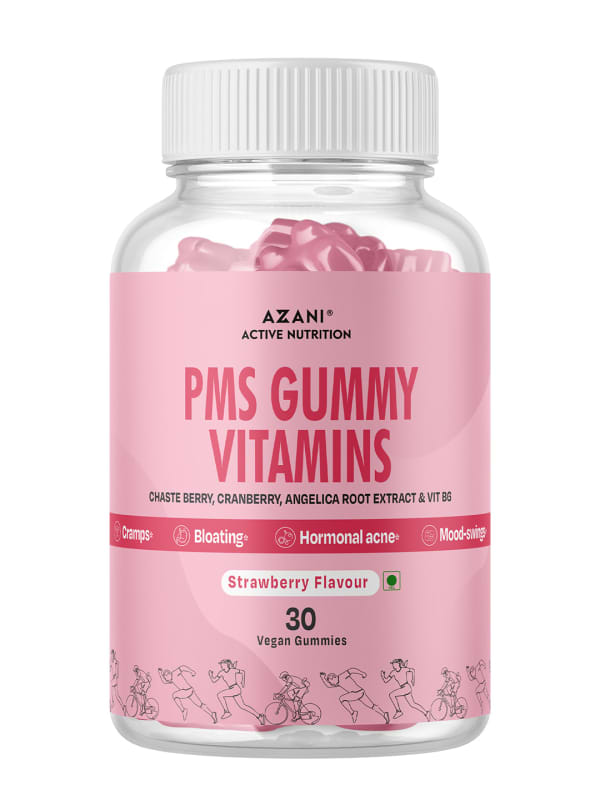 AZANI®
ACTIVE NUTRITION
PMS GUMMY
VITAMINS
CHASTE BERRY, CRANBERRY, ANGELICA ROOT EXTRACT & VIT B6
Cramps* Bloating* Hormonal acne* Mood-swings
Strawberry Flavour
30
Vegan Gummies